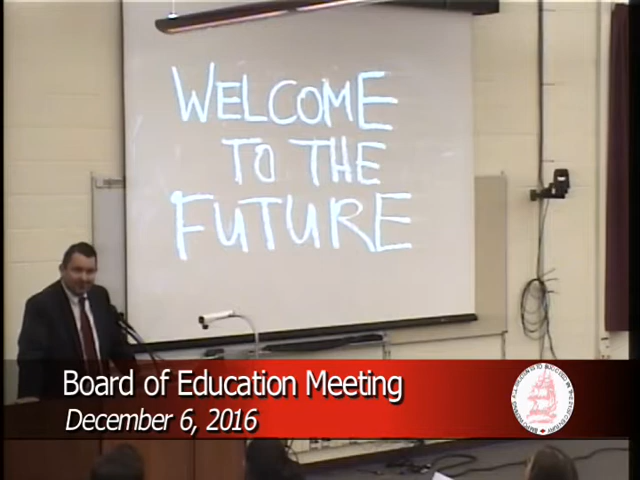 WELCOME
TO THE
FUTURE
Board of Education Meeting
December 6, 2016